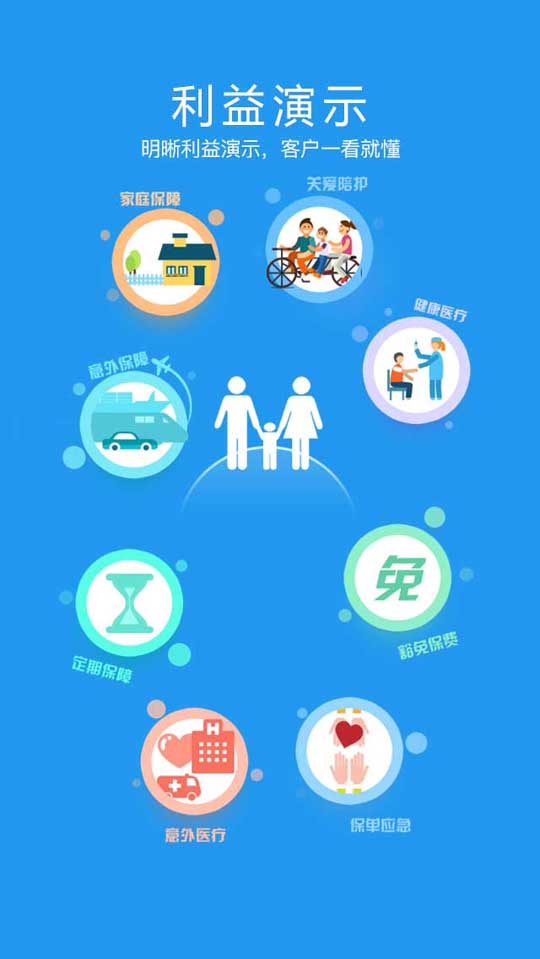 利益演示
明晰利益演示，客户一看就懂
关爱陪护
家庭保障
健康医疗
意外保障
免
豁免保费
定期保障
H
保单应急
意外医疗